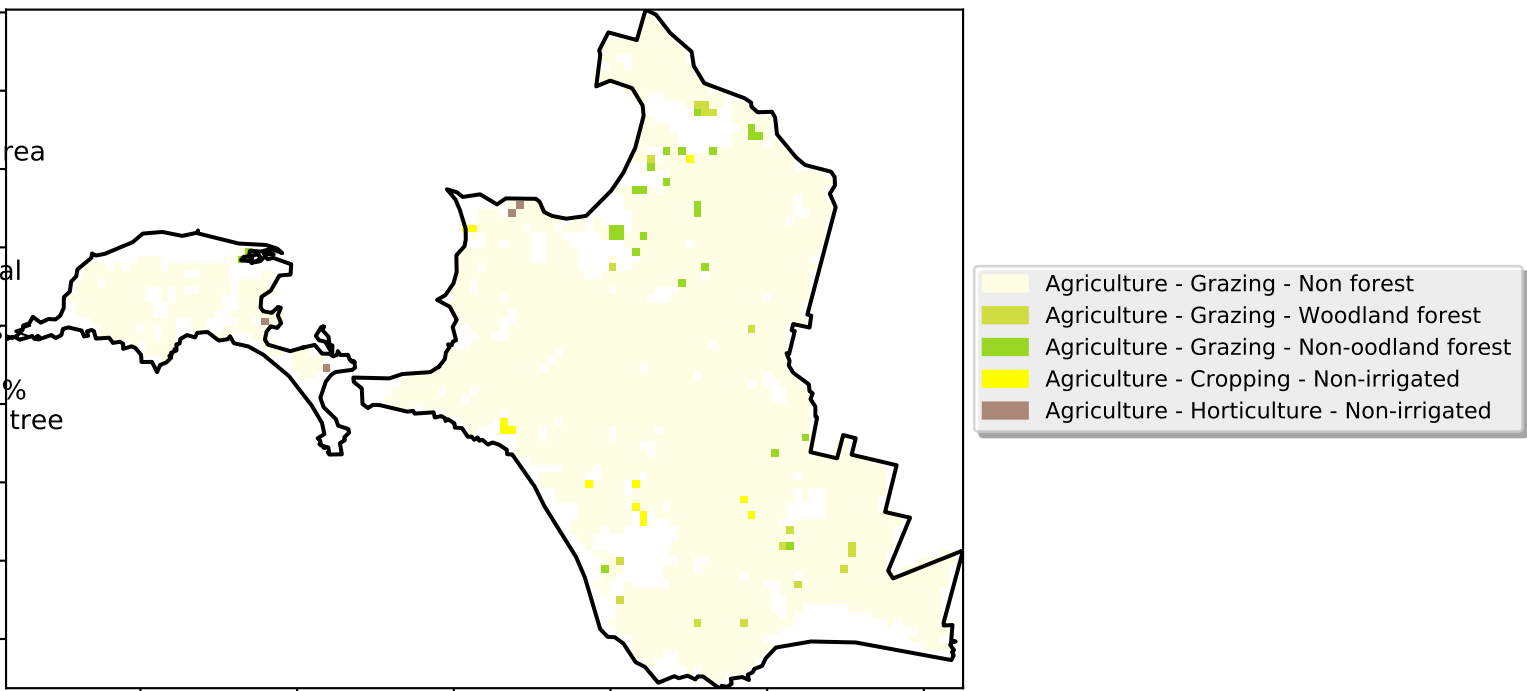 rea
al
%
tree
Agriculture - Grazing - Non forest
Agriculture - Grazing - Woodland forest
Agriculture - Grazing - Non-oodland forest
Agriculture - Cropping - Non-irrigated
Agriculture - Horticulture - Non-irrigated